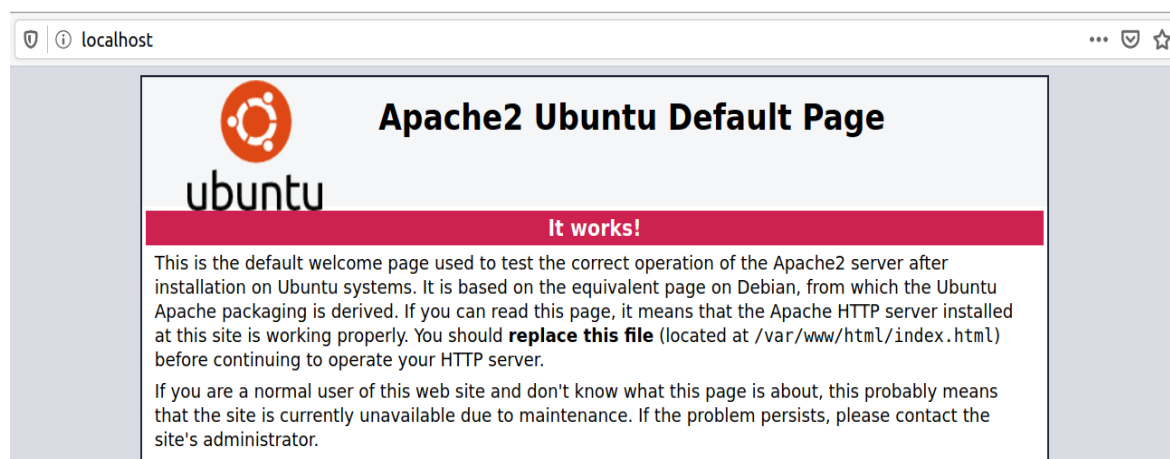 localhost
Apache2 Ubuntu Default Page
ubuntu
It works!
This is the default welcome page used to test the correct operation of the Apache2 server after
installation on Ubuntu systems. It is based on the equivalent page on Debian, from which the Ubuntu
Apache packaging is derived. If you can read this page, it means that the Apache HTTP server installed
at this site is working properly. You should replace this file (located at /var/www/html/index.html)
before continuing to operate your HTTP server.
If you are a normal user of this web site and don't know what this page is about, this probably means
that the site is currently unavailable due to maintenance. If the problem persists, please contact the
site's administrator.